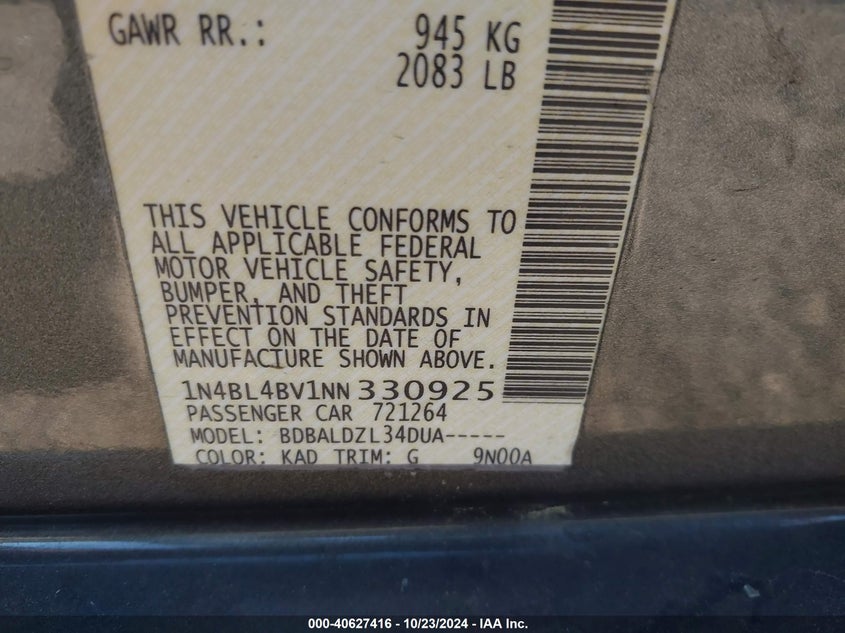 GAWR RR.: 945 KG
2083 LB
THIS VEHICLE CONFORMS TO
ALL APPLICABLE FEDERAL
MOTOR VEHICLE SAFETY,
BUMPER, AND THEFT
PREVENTION STANDARDS IN
EFFECT ON THE DATE OF
MANUFACTURE SHOWN ABOVE.
1N4BL4BV1NN330925
PASSENGER CAR 721264
MODEL: BDBALDZL34DUA-----
COLOR: KAD TRIM: G 9N00A
000-40627416 - 10/23/2024 - IAA Inc.